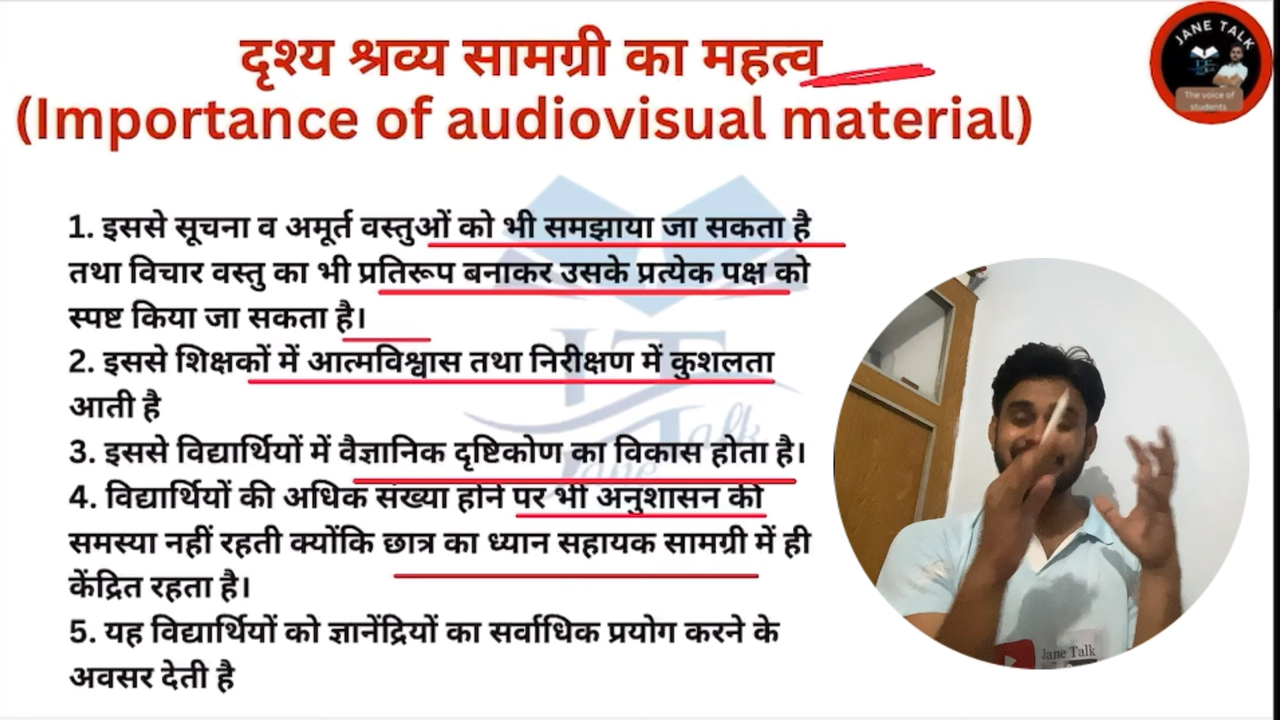 दृश्य श्रव्य सामग्री का महत्व
(Importance of audiovisual material)
JANE TALK
The voice of
students
1. इससे सूचना व अमूर्त वस्तुओं को भी समझाया जा सकता है
तथा विचार वस्तु का भी प्रतिरूप बनाकर उसके प्रत्येक पक्ष को
स्पष्ट किया जा सकता है।
2. इससे शिक्षकों में आत्मविश्वास तथा निरीक्षण में कुशलता
आती है
3. इससे विद्यार्थियों में वैज्ञानिक दृष्टिकोण का विकास होता है।
4. विद्यार्थियों की अधिक संख्या होने पर भी अनुशासन की
समस्या नहीं रहती क्योंकि छात्र का ध्यान सहायक सामग्री में ही
केंद्रित रहता है।
5. यह विद्यार्थियों को ज्ञानेंद्रियों का सर्वाधिक प्रयोग करने के
अवसर देती है
JT
Jane Talk
Jane Talk